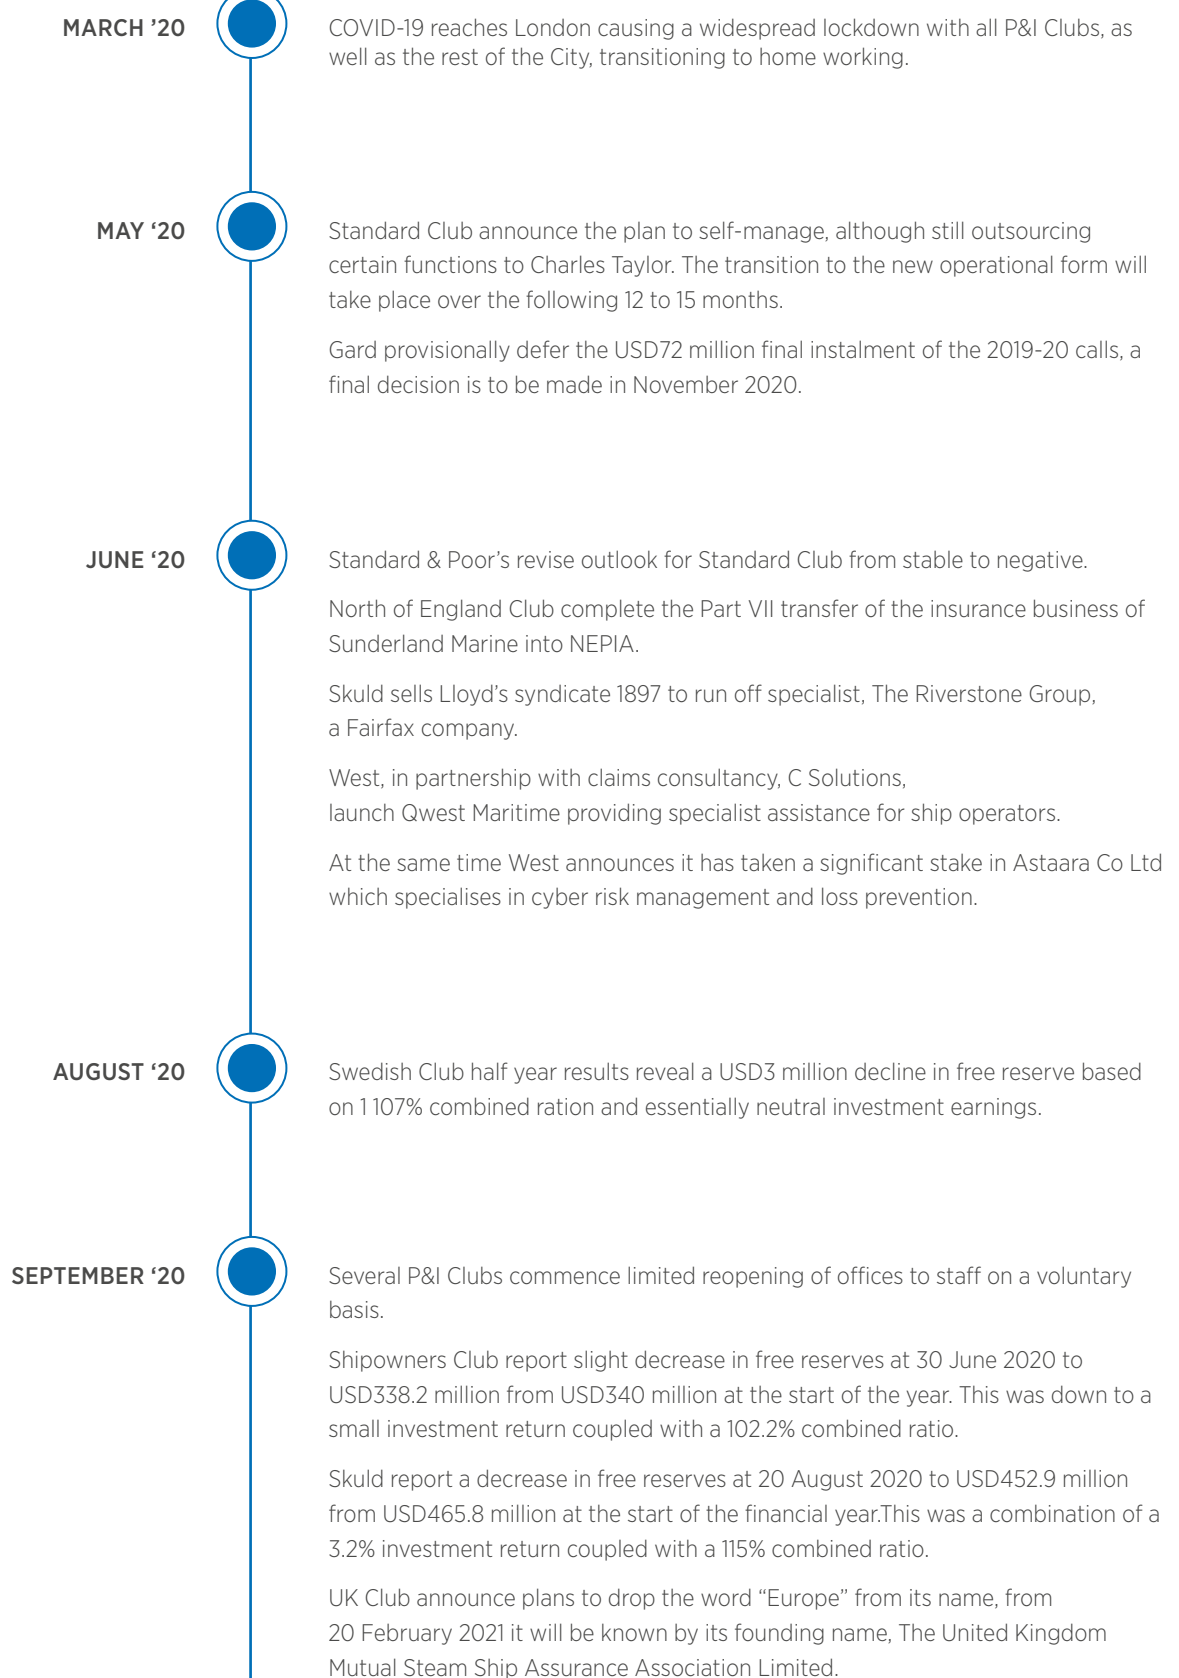 MARCH '20
COVID-19 reaches London causing a widespread lockdown with all P&I Clubs, as
well as the rest of the City, transitioning to home working.
MAY ‘20
Standard Club announce the plan to self-manage, although still outsourcing
certain functions to Charles Taylor. The transition to the new operational form will
take place over the following 12 to 15 months.
Gard provisionally defer the USD72 million final instalment of the 2019-20 calls, a
final decision is to be made in November 2020.
JUNE ‘20
Standard & Poor’s revise outlook for Standard Club from stable to negative.
North of England Club complete the Part VII transfer of the insurance business of
Sunderland Marine into NEPIA.
Skuld sells Lloyd’s syndicate 1897 to run off specialist, The Riverstone Group,
a Fairfax company.
West, in partnership with claims consultancy, C Solutions,
launch Qwest Maritime providing specialist assistance for ship operators.
At the same time West announces it has taken a significant stake in Astaara Co Ltd
which specialises in cyber risk management and loss prevention.
AUGUST ‘20
Swedish Club half year results reveal a USD3 million decline in free reserve based
on 1 107% combined ration and essentially neutral investment earnings.
SEPTEMBER ‘20
Several P&I Clubs commence limited reopening of offices to staff on a voluntary
basis.
Shipowners Club report slight decrease in free reserves at 30 June 2020 to
USD338.2 million from USD340 million at the start of the year. This was down to a
small investment return coupled with a 102.2% combined ratio.
Skuld report a decrease in free reserves at 20 August 2020 to USD452.9 million
from USD465.8 million at the start of the financial year.This was a combination of a
3.2% investment return coupled with a 115% combined ratio.
UK Club announce plans to drop the word “Europe” from its name, from
20 February 2021 it will be known by its founding name, The United Kingdom
Mutual Steam Ship Assurance Association Limited.